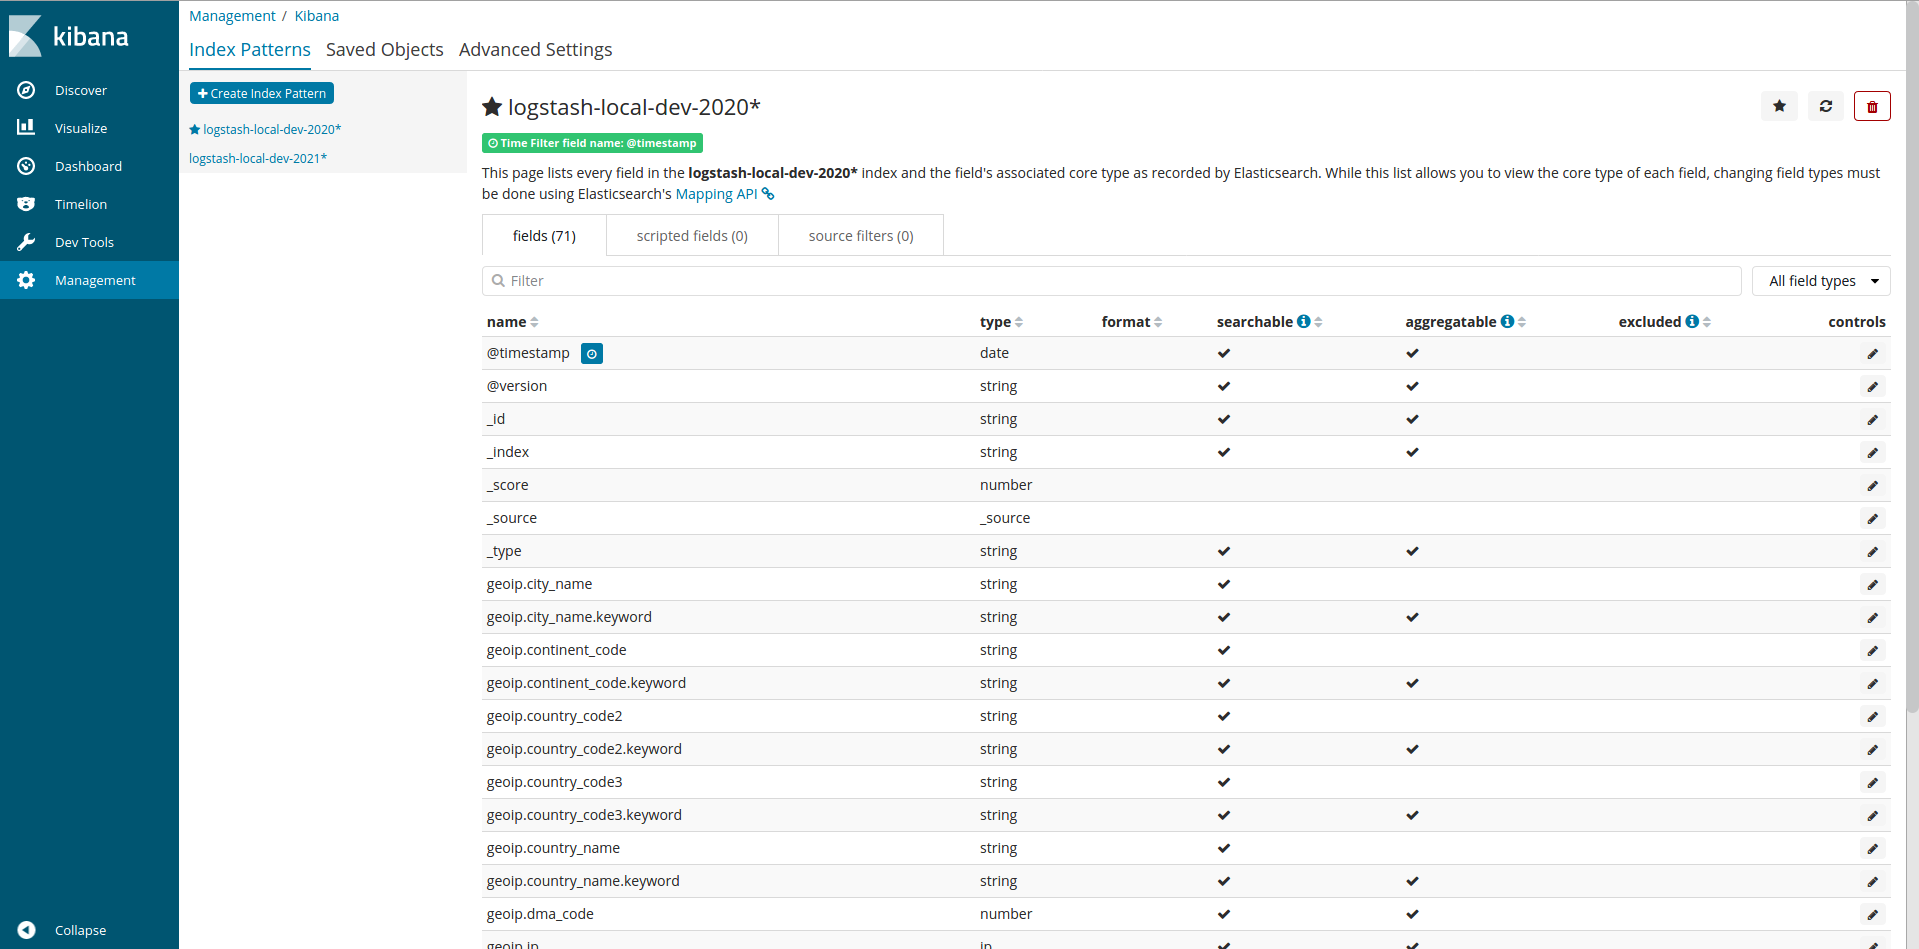 kibana
Discover
Visualize
Dashboard
Timelion
Dev Tools
Management
Collapse
Management / Kibana
Index Patterns Saved Objects Advanced Settings
Create Index Pattern
logstash-local-dev-2020*
logstash-local-dev-2021*
logstash-local-dev-2020*
Time Filter field name: @timestamp
This page lists every field in the logstash-local-dev-2020* index and the field's associated core type as recorded by Elasticsearch. While this list allows you to view the core type of each field, changing field types must
be done using Elasticsearch's Mapping API
fields (71) scripted fields (0) source filters (0)
Filter All field types
name type format searchable aggregatable excluded controls
@timestamp date
@version string
_id string
_index string
_score number
_source _source
_type string
geoip.city_name string
geoip.city_name.keyword string
geoip.continent_code string
geoip.continent_code.keyword string
geoip.country_code2 string
geoip.country_code2.keyword string
geoip.country_code3 string
geoip.country_code3.keyword string
geoip.country_name string
geoip.country_name.keyword string
geoip.dma_code number
geoip.ip ip